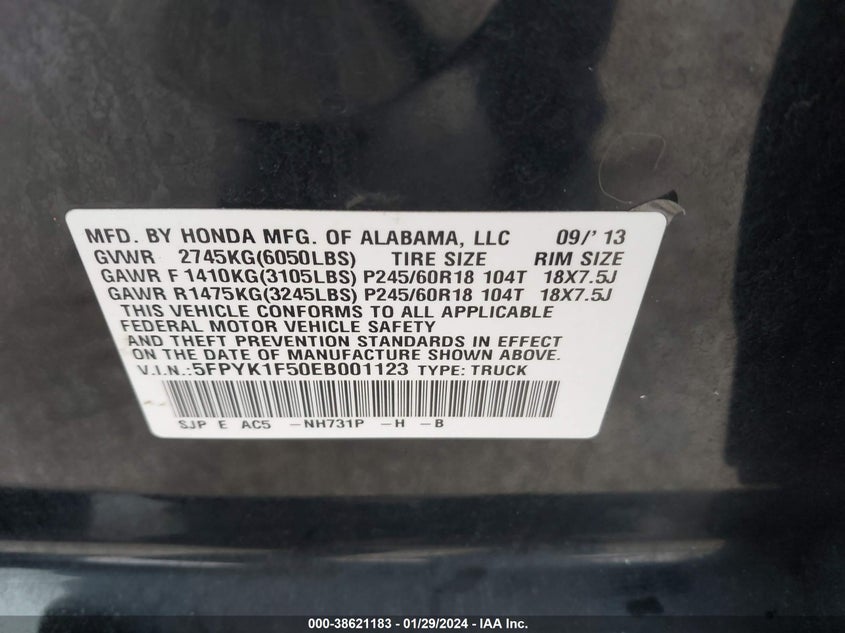 MFD. BY HONDA MFG. OF ALABAMA, LLC 09/' 13
GVWR 2745KG(6050LBS) TIRE SIZE RIM SIZE
GAWR F 1410KG(3105LBS) P245/60R18 104T 18X7.5J
GAWR R1475KG(3245LBS) P245/60R18 104T 18X7.5J
THIS VEHICLE CONFORMS TO ALL APPLICABLE
FEDERAL MOTOR VEHICLE SAFETY
AND THEFT PREVENTION STANDARDS IN EFFECT
ON THE DATE OF MANUFACTURE SHOWN ABOVE.
V.I.N.:5FPYK1F50EB001123 TYPE: TRUCK
SJP E AC5 -NH731P -H -B
000-38621183 - 01/29/2024 - IAA Inc.